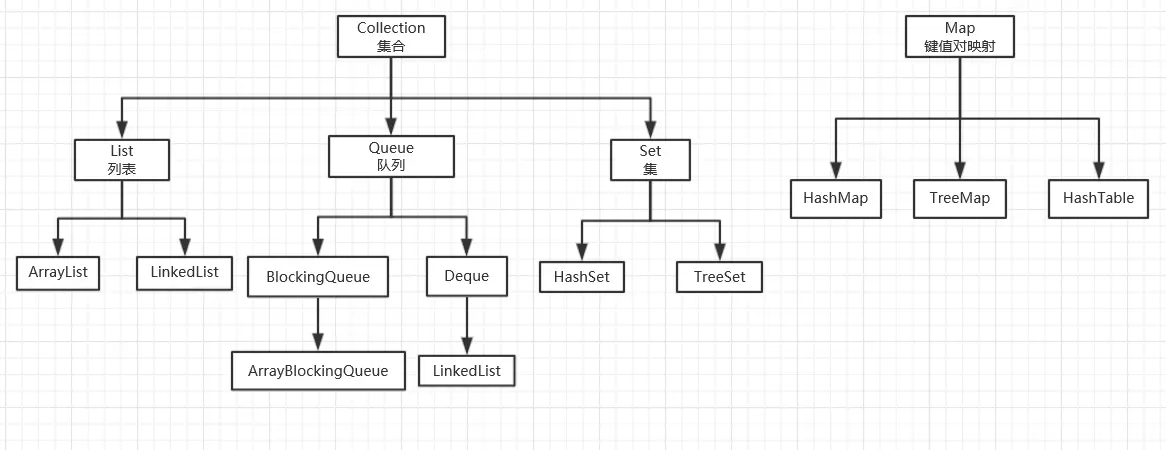 Collection
集合
Map
键值对映射
List
列表
Queue
队列
Set
集
HashMap
TreeMap
HashTable
ArrayList
LinkedList
BlockingQueue
Deque
HashSet
TreeSet
ArrayBlockingQueue
LinkedList